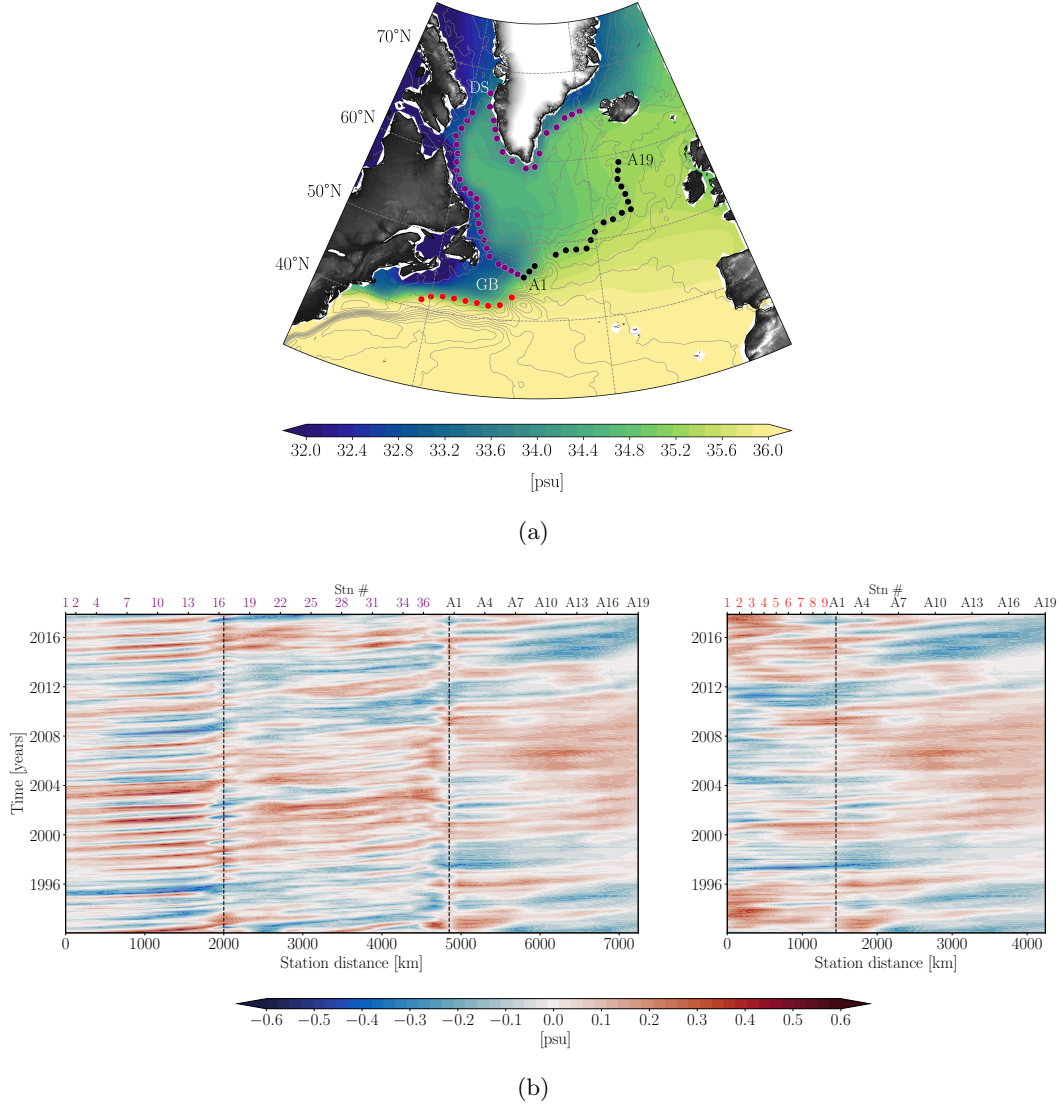 70°N
60°N
50°N
40°N
DS
A19
GB
A1
32.0 32.4 32.8 33.2 33.6 34.0 34.4 34.8 35.2 35.6 36.0
[psu]
(a)
Stn #
1 2 4 7 10 13 16 19 22 25 28 31 34 36 A1 A4 A7 A10 A13 A16 A19
Time [years]
2016
2012
2008
2004
2000
1996
0 1000 2000 3000 4000 5000 6000 7000
Station distance [km]
Stn #
1 2 3 4 5 6 7 8 9 A1 A4 A7 A10 A13 A16 A19
2016
2012
2008
2004
2000
1996
0 1000 2000 3000 4000
Station distance [km]
−0.6 −0.5 −0.4 −0.3 −0.2 −0.1 0.0 0.1 0.2 0.3 0.4 0.5 0.6
[psu]
(b)